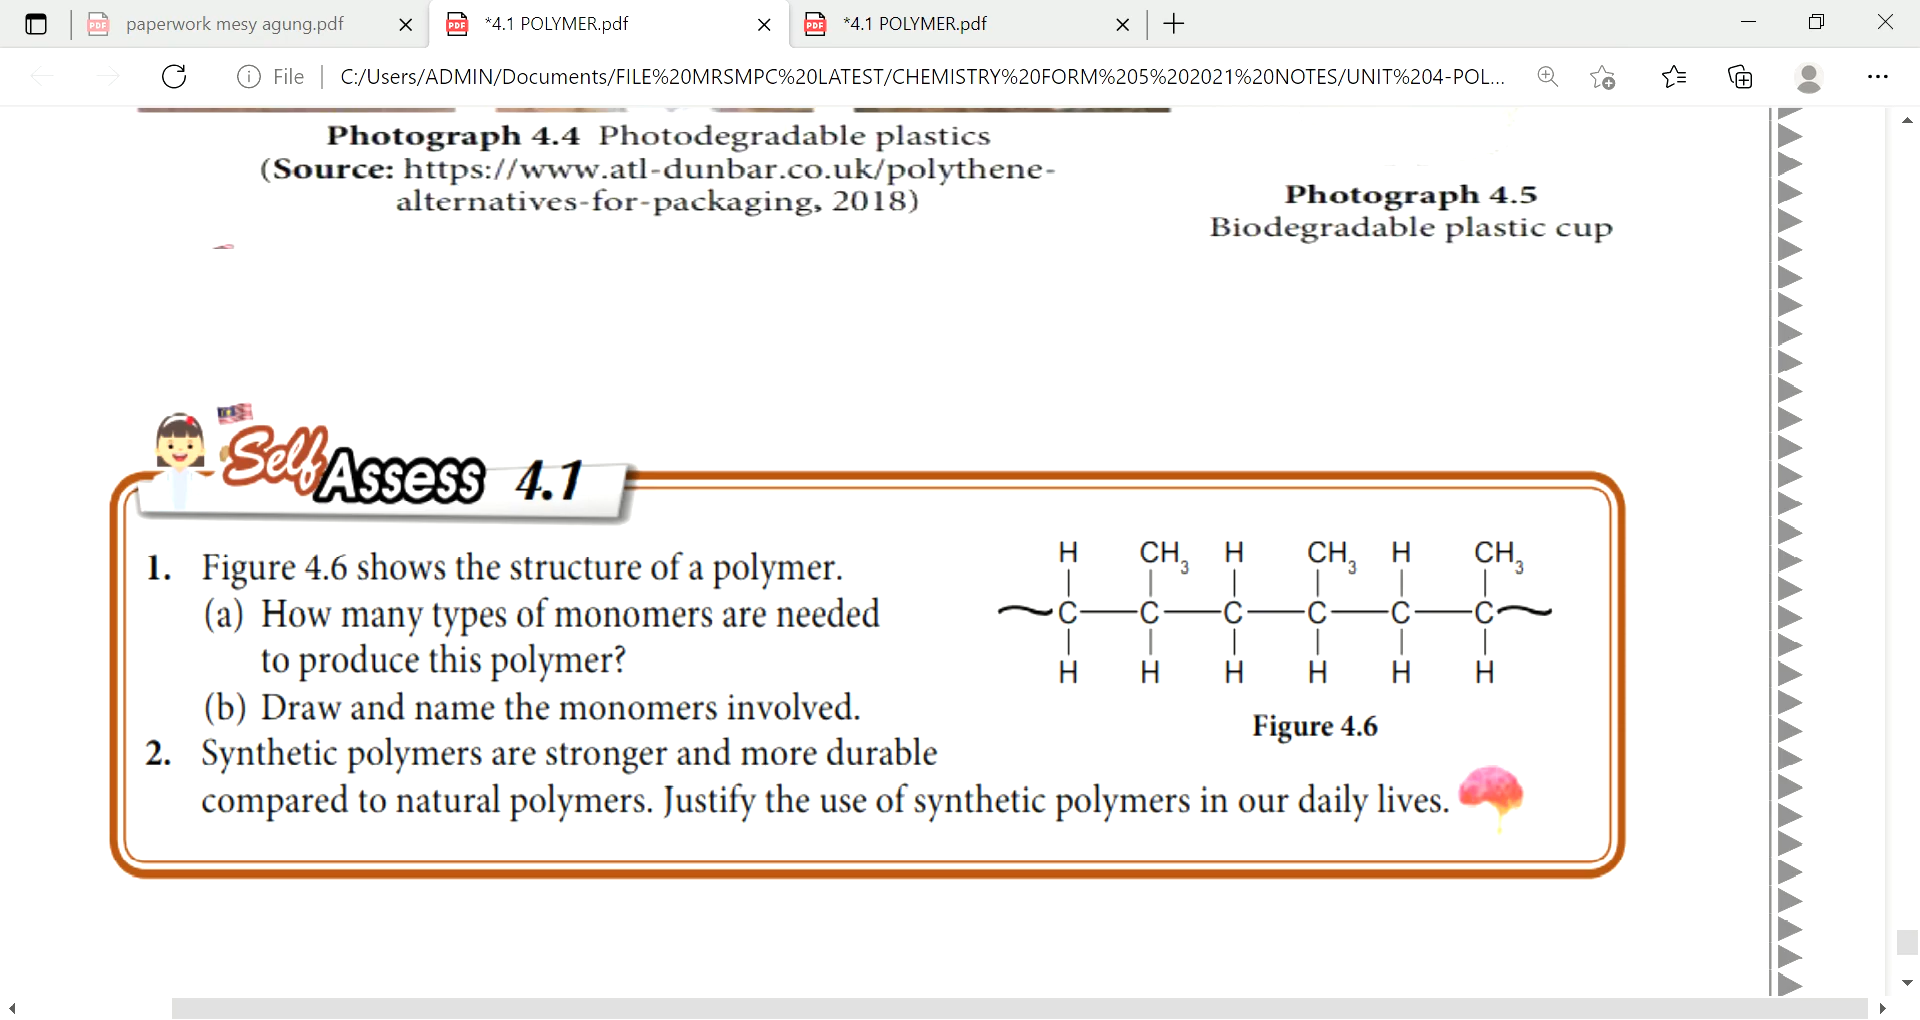 paperwork mesy agung.pdf
*4.1 POLYMER.pdf
*4.1 POLYMER.pdf
File
C:/Users/ADMIN/Documents/FILE%20MRSMPC%20LATEST/CHEMISTRY%20FORM%205%202021%20NOTES/UNIT%204-POL...
Photograph 4.4 Photodegradable plastics
(Source: https://www.atl-dunbar.co.uk/polythene-
alternatives-for-packaging, 2018)
Photograph 4.5
Biodegradable plastic cup
Self Assess 4.1
1. Figure 4.6 shows the structure of a polymer.
(a) How many types of monomers are needed
to produce this polymer?
(b) Draw and name the monomers involved.
2. Synthetic polymers are stronger and more durable
compared to natural polymers. Justify the use of synthetic polymers in our daily lives.
H CH₃ H CH₃ H CH₃
C C C C C C
H H H H H H
Figure 4.6